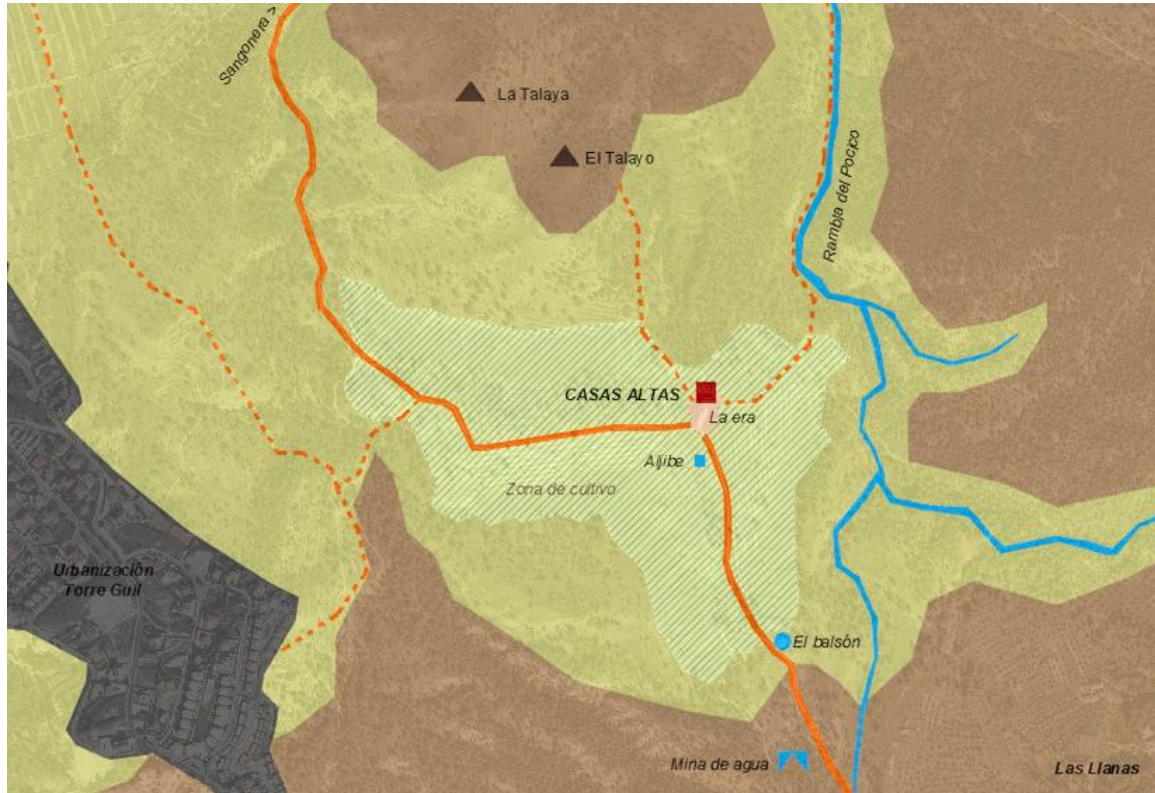 Sangonera >
La Talaya
El Talayo
Rambla del Pocico
CASAS ALTAS
La era
Aljibe
Zona de cultivo
Urbanización
Torre Guil
El balsón
Mina de agua
Las Llanas